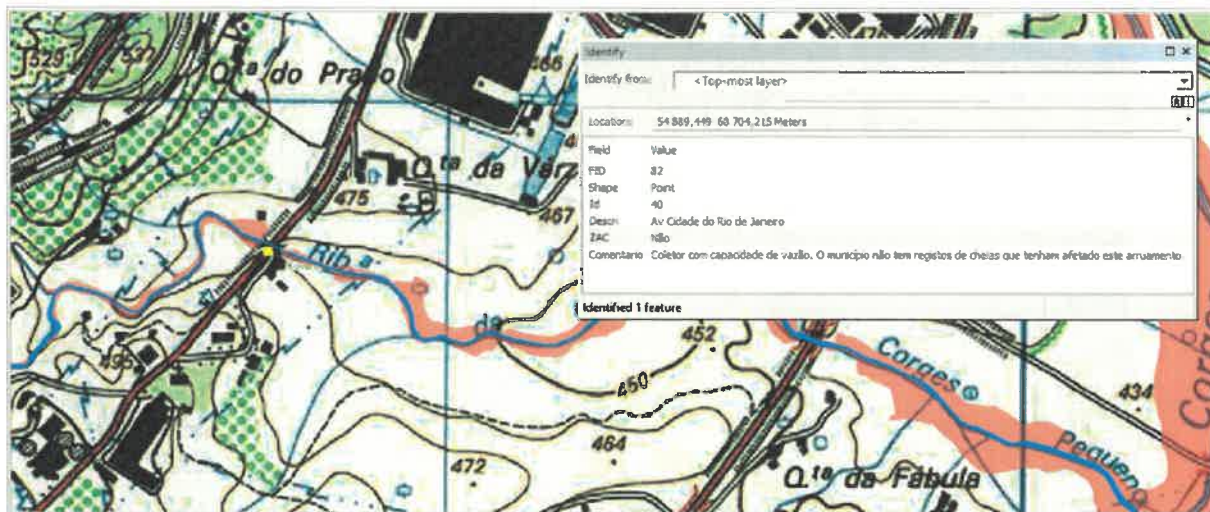 529
537
Q.ta do Prado
466
475
Q.ta da Várz
467
Rib.a
da
495
452
450
464
472
Corges
Pequen
434
Q.ta da Fábula
Identify
Identify from:
<Top-most layer>
Location:
54 889,449 68 704,215 Meters
Field Value
FID 82
Shape Point
Id 40
Descri Av Cidade do Rio de Janeiro
ZAC Não
Comentario Coletor com capacidade de vazão. O município não tem registos de cheias que tenham afetado este arruamento
Identified 1 feature